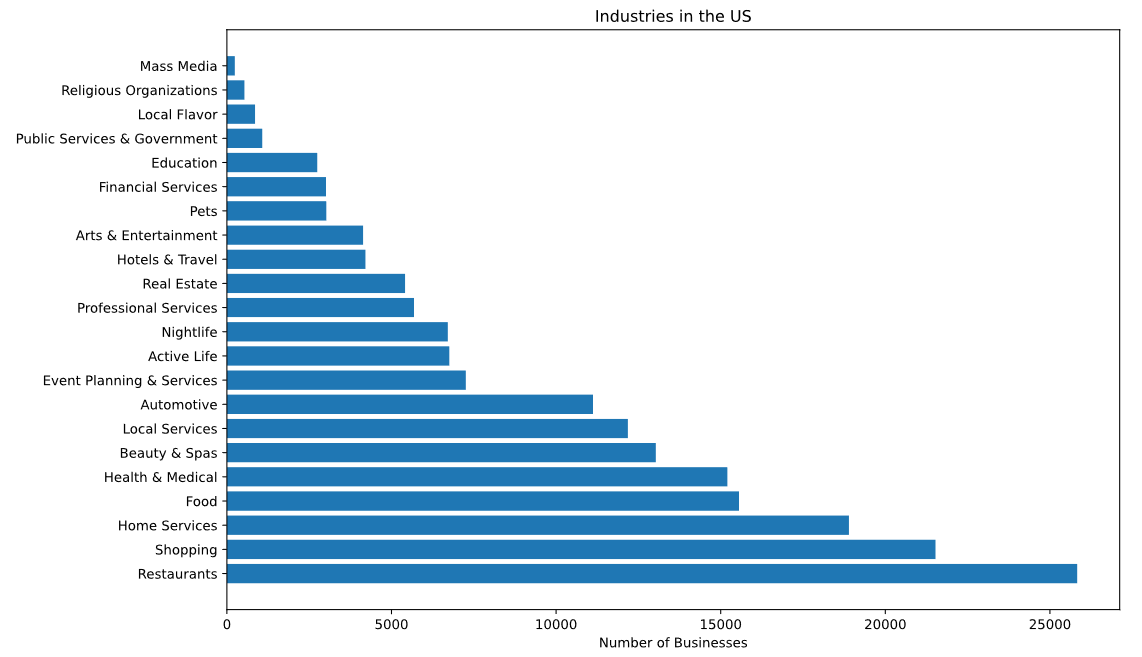 Industries in the US
Mass Media
Religious Organizations
Local Flavor
Public Services & Government
Education
Financial Services
Pets
Arts & Entertainment
Hotels & Travel
Real Estate
Professional Services
Nightlife
Active Life
Event Planning & Services
Automotive
Local Services
Beauty & Spas
Health & Medical
Food
Home Services
Shopping
Restaurants
0 5000 10000 15000 20000 25000
Number of Businesses